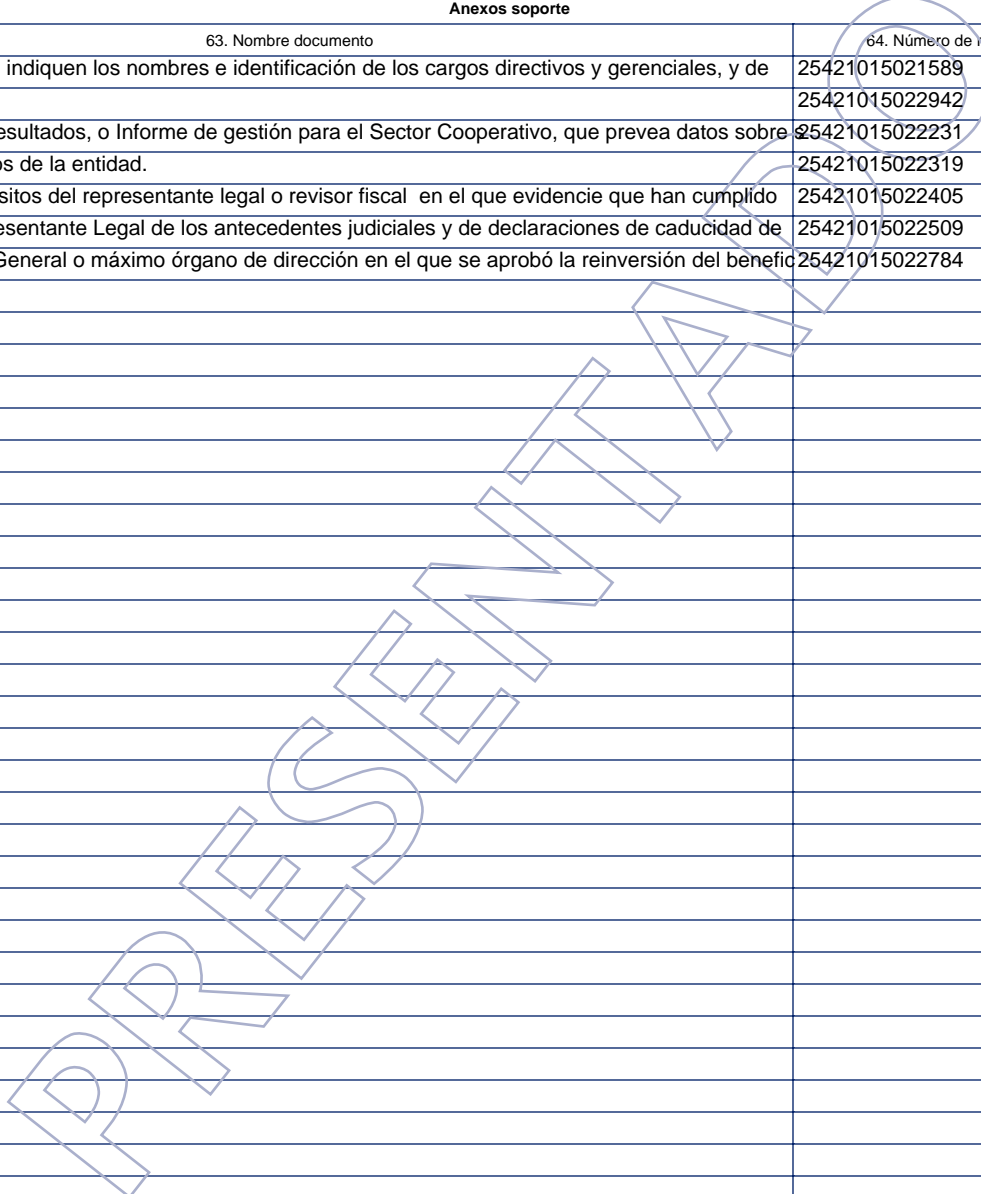 Anexos soporte
63. Nombre documento 64. Número de
indiquen los nombres e identificación de los cargos directivos y gerenciales, y de 25421015021589
25421015022942
esultados, o Informe de gestión para el Sector Cooperativo, que prevea datos sobre 25421015022231
os de la entidad. 25421015022319
sitos del representante legal o revisor fiscal en el que evidencie que han cumplido 25421015022405
esentante Legal de los antecedentes judiciales y de declaraciones de caducidad de 25421015022509
General o máximo órgano de dirección en el que se aprobó la reinversión del benefic 25421015022784
PRESENTADO